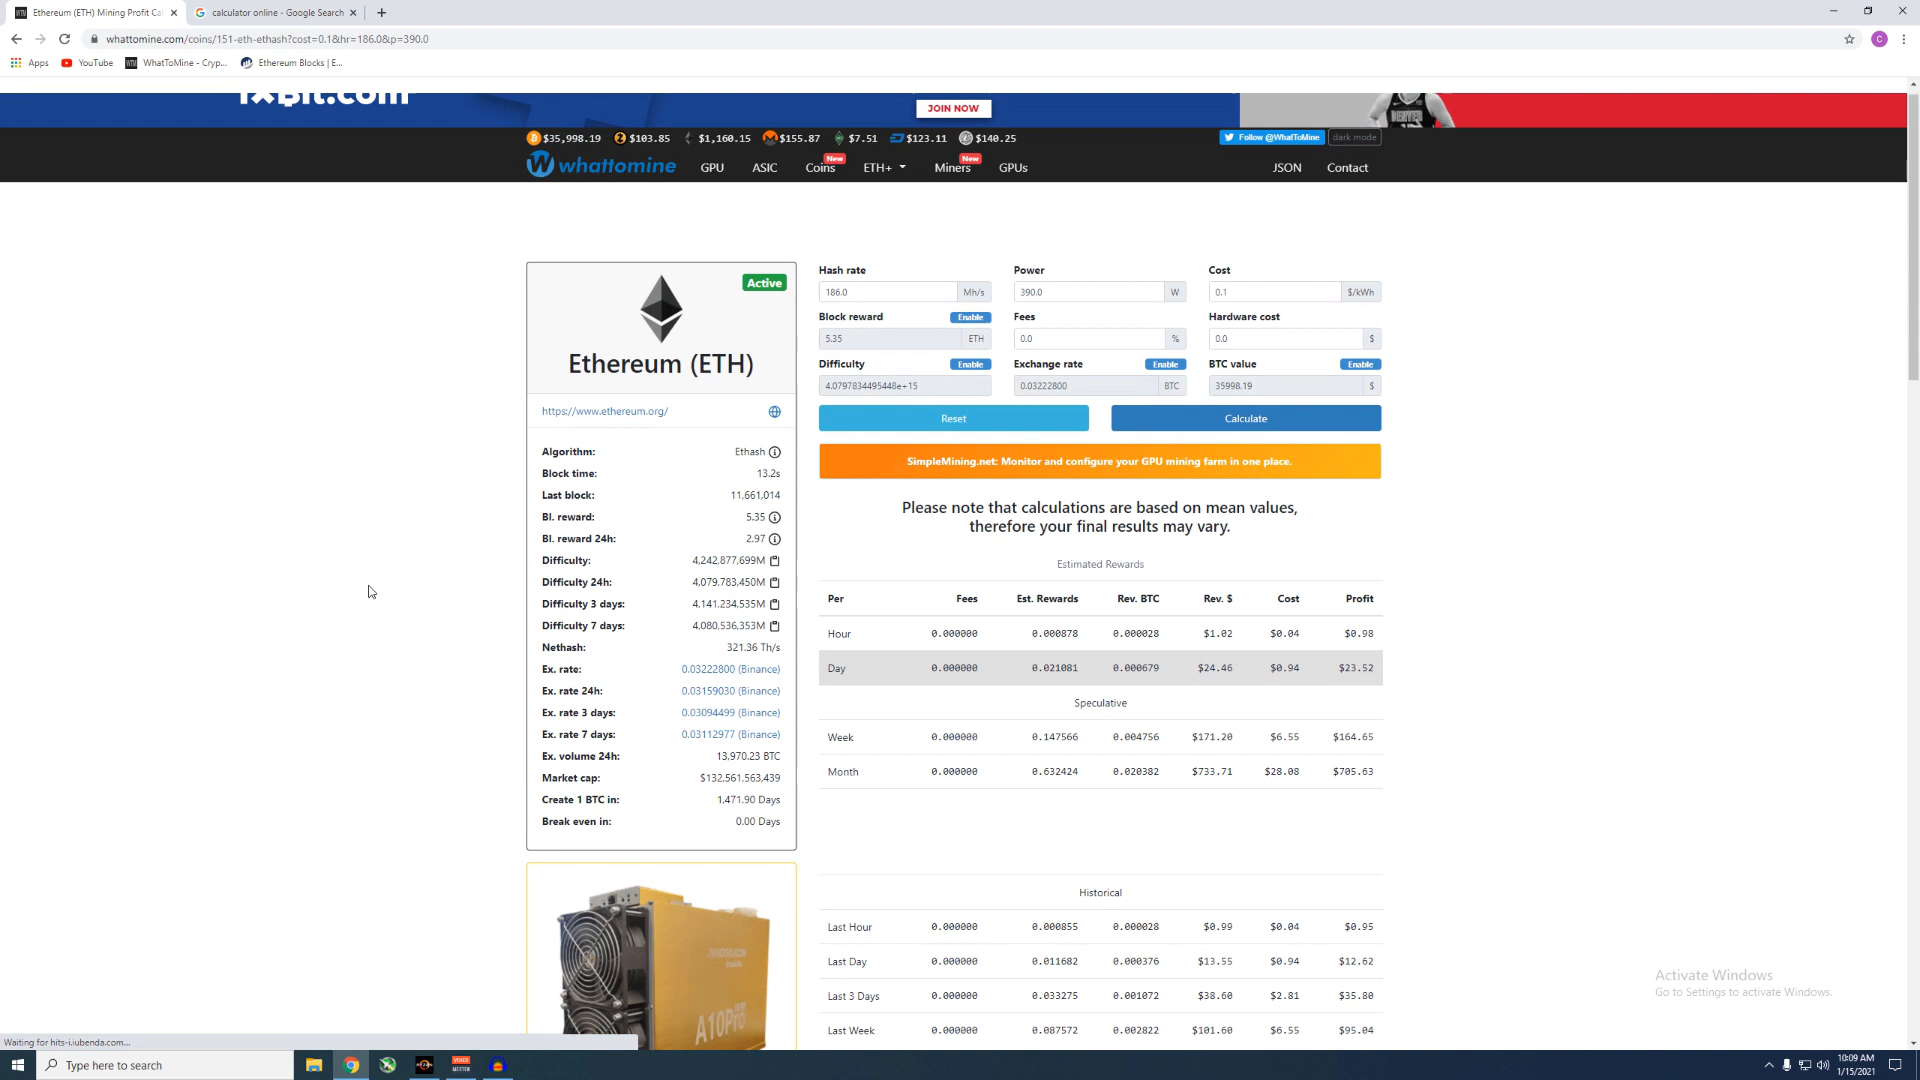 Ethereum (ETH) Mining Profit Ca
calculator online - Google Search
whattomine.com/coins/151-eth-ethash?cost=0.1&hr=186.0&p=390.0
Apps YouTube WhatToMine - Cryp... Ethereum Blocks | E...
1xBit.com
JOIN NOW
$35,998.19 $103.85 $1,160.15 $155.87 $7.51 $123.11 $140.25
Follow @WhatToMine dark mode
whattomine GPU ASIC Coins New ETH+ Miners New GPUs JSON Contact
Active
Ethereum (ETH)
https://www.ethereum.org/
Algorithm: Ethash
Block time: 13.2s
Last block: 11,661,014
Bl. reward: 5.35
Bl. reward 24h: 2.97
Difficulty: 4,242,877,699M
Difficulty 24h: 4,079,783,450M
Difficulty 3 days: 4,141,234,535M
Difficulty 7 days: 4,080,536,353M
Nethash: 321.36 Th/s
Ex. rate: 0.03222800 (Binance)
Ex. rate 24h: 0.03159030 (Binance)
Ex. rate 3 days: 0.03094499 (Binance)
Ex. rate 7 days: 0.03112977 (Binance)
Ex. volume 24h: 13,970.23 BTC
Market cap: $132,561,563,439
Create 1 BTC in: 1,471.90 Days
Break even in: 0.00 Days
A10Pro
Hash rate Power Cost
186.0 Mh/s 390.0 W 0.1 $/kWh
Block reward Enable Fees Hardware cost
5.35 ETH 0.0 % 0.0 $
Difficulty Enable Exchange rate Enable BTC value Enable
4.0797834495448e+15 0.03222800 BTC 35998.19 $
Reset Calculate
SimpleMining.net: Monitor and configure your GPU mining farm in one place.
Please note that calculations are based on mean values,
therefore your final results may vary.
Estimated Rewards
Per Fees Est. Rewards Rev. BTC Rev. $ Cost Profit
Hour 0.000000 0.000878 0.000028 $1.02 $0.04 $0.98
Day 0.000000 0.021081 0.000679 $24.46 $0.94 $23.52
Speculative
Week 0.000000 0.147566 0.004756 $171.20 $6.55 $164.65
Month 0.000000 0.632424 0.020382 $733.71 $28.08 $705.63
Historical
Last Hour 0.000000 0.000855 0.000028 $0.99 $0.04 $0.95
Last Day 0.000000 0.011682 0.000376 $13.55 $0.94 $12.62
Last 3 Days 0.000000 0.033275 0.001072 $38.60 $2.81 $35.80
Last Week 0.000000 0.087572 0.002822 $101.60 $6.55 $95.04
Activate Windows
Go to Settings to activate Windows.
Waiting for hits-i.iubenda.com...
Type here to search
10:09 AM
1/15/2021